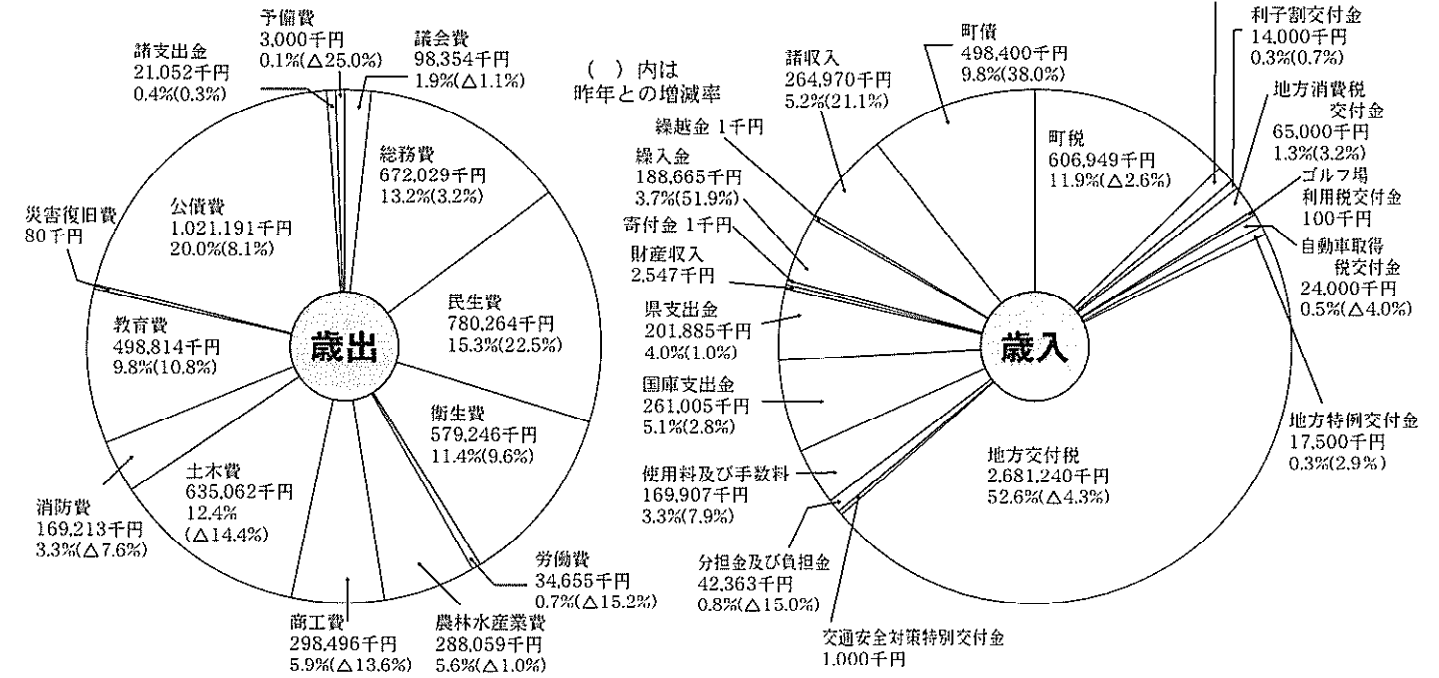 予備費
3,000千円
0.1%(△25.0%)
議会費
98,354千円
1.9%(△1.1%)
諸支出金
21,052千円
0.4%(0.3%)
総務費
672,029千円
13.2%(3.2%)
公債費
1,021,191千円
20.0%(8.1%)
災害復旧費
80千円
民生費
780,264千円
15.3%(22.5%)
教育費
498,814千円
9.8%(10.8%)
歳出
衛生費
579,246千円
11.4%(9.6%)
土木費
635,062千円
12.4%
(△14.4%)
消防費
169,213千円
3.3%(△7.6%)
労働費
34,655千円
0.7%(△15.2%)
商工費
298,496千円
5.9%(△13.6%)
農林水産業費
288,059千円
5.6%(△1.0%)
( )内は
昨年との増減率
町債
498,400千円
9.8%(38.0%)
諸収入
264,970千円
5.2%(21.1%)
繰越金 1千円
繰入金
188,665千円
3.7%(51.9%)
寄付金 1千円
財産収入
2,547千円
県支出金
201,885千円
4.0%(1.0%)
国庫支出金
261,005千円
5.1%(2.8%)
使用料及び手数料
169,907千円
3.3%(7.9%)
分担金及び負担金
42,363千円
0.8%(△15.0%)
交通安全対策特別交付金
1,000千円
歳入
町税
606,949千円
11.9%(△2.6%)
利子割交付金
14,000千円
0.3%(0.7%)
地方消費税
交付金
65,000千円
1.3%(3.2%)
ゴルフ場
利用税交付金
100千円
自動車取得
税交付金
24,000千円
0.5%(△4.0%)
地方特例交付金
17,500千円
0.3%(2.9%)
地方交付税
2,681,240千円
52.6%(△4.3%)